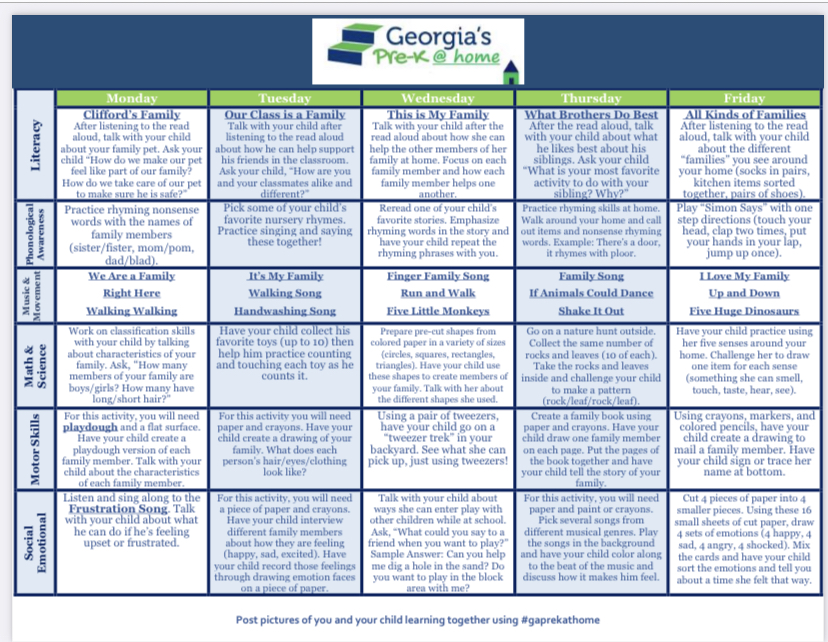 Georgia's
Pre-K @ home
Monday
Tuesday
Wednesday
Thursday
Friday
Literacy
Clifford's Family
After listening to the read
aloud, talk with your child
about your family pet. Ask your
child "How do we make our pet
feel like part of our family?
How do we take care of our pet
to make sure he is safe?"
Our Class is a Family
Talk with your child after
listening to the read aloud
about how he can help support
his friends in the classroom.
Ask your child, "How are you
and your classmates alike and
different?"
This is My Family
Talk with your child after the
read aloud about how she can
help the other members of her
family at home. Focus on each
family member and how each
family member helps one
another.
What Brothers Do Best
After the read aloud, talk
with your child about what
he likes best about his
siblings. Ask your child
"What is your most favorite
activity to do with your
sibling? Why?"
All Kinds of Families
After listening to the read
aloud, talk with your child
about the different
"families" you see around
your home (socks in pairs,
kitchen items sorted
together, pairs of shoes).
Phonological
Awareness
Practice rhyming nonsense
words with the names of
family members
(sister/fister, mom/pom,
dad/blad).
Pick some of your child's
favorite nursery rhymes.
Practice singing and saying
these together!
Reread one of your child's
favorite stories. Emphasize
rhyming words in the story and
have your child repeat the
rhyming phrases with you.
Practice rhyming skills at home.
Walk around your home and call
out items and nonsense rhyming
words. Example: There's a door,
it rhymes with ploor.
Play "Simon Says" with one
step directions (touch your
head, clap two times, put
your hands in your lap,
jump up once).
Music &
Movement
We Are a Family
Right Here
Walking Walking
It's My Family
Walking Song
Handwashing Song
Finger Family Song
Run and Walk
Five Little Monkeys
Family Song
If Animals Could Dance
Shake It Out
I Love My Family
Up and Down
Five Huge Dinosaurs
Math &
Science
Work on classification skills
with your child by talking
about characteristics of your
family. Ask, "How many
members of your family are
boys/girls? How many have
long/short hair?"
Have your child collect his
favorite toys (up to 10) then
help him practice counting
and touching each toy as he
counts it.
Prepare pre-cut shapes from
colored paper in a variety of sizes
(circles, squares, rectangles,
triangles). Have your child use
these shapes to create members of
your family. Talk with her about
the different shapes she used.
Go on a nature hunt outside.
Collect the same number of
rocks and leaves (10 of each).
Take the rocks and leaves
inside and challenge your child
to make a pattern
(rock/leaf/rock/leaf).
Have your child practice using
her five senses around your
home. Challenge her to draw
one item for each sense
(something she can smell,
touch, taste, hear, see).
Motor Skills
For this activity, you will need
playdough and a flat surface.
Have your child create a
playdough version of each
family member. Talk with your
child about the characteristics
of each family member.
For this activity, you will need
paper and crayons. Have your
child create a drawing of your
family. What does each
person's hair/eyes/clothing
look like?
Using a pair of tweezers,
have your child go on a
"tweezer trek" in your
backyard. See what she can
pick up, just using tweezers!
Create a family book using
paper and crayons. Have your
child draw one family member
on each page. Put the pages of
the book together and have
your child tell the story of your
family.
Using crayons, markers, and
colored pencils, have your
child create a drawing to
mail a family member. Have
your child sign or trace her
name at bottom.
Social
Emotional
Listen and sing along to the
Frustration Song. Talk
with your child about what
he can do if he's feeling
upset or frustrated.
For this activity, you will need
a piece of paper and crayons.
Have your child interview
different family members
about how they are feeling
(happy, sad, excited). Have
your child record those feelings
through drawing emotion faces
on a piece of paper.
Talk with your child about
ways she can enter play with
other children while at school.
Ask, "What could you say to a
friend when you want to play?"
Sample Answer: Can you help
me dig a hole in the sand? Do
you want to play in the block
area with me?
For this activity, you will need
paper and paint or crayons.
Pick several songs from
different musical genres. Play
the songs in the background
and have your child color along
to the beat of the music and
discuss how it makes him feel.
Cut 4 pieces of paper into 4
smaller pieces. Using these 16
small sheets of cut paper, draw
4 sets of emotions (4 happy, 4
sad, 4 angry, 4 shocked). Mix
the cards and have your child
sort the emotions and tell you
about a time she felt that way.
Post pictures of you and your child learning together using #gaprekathome